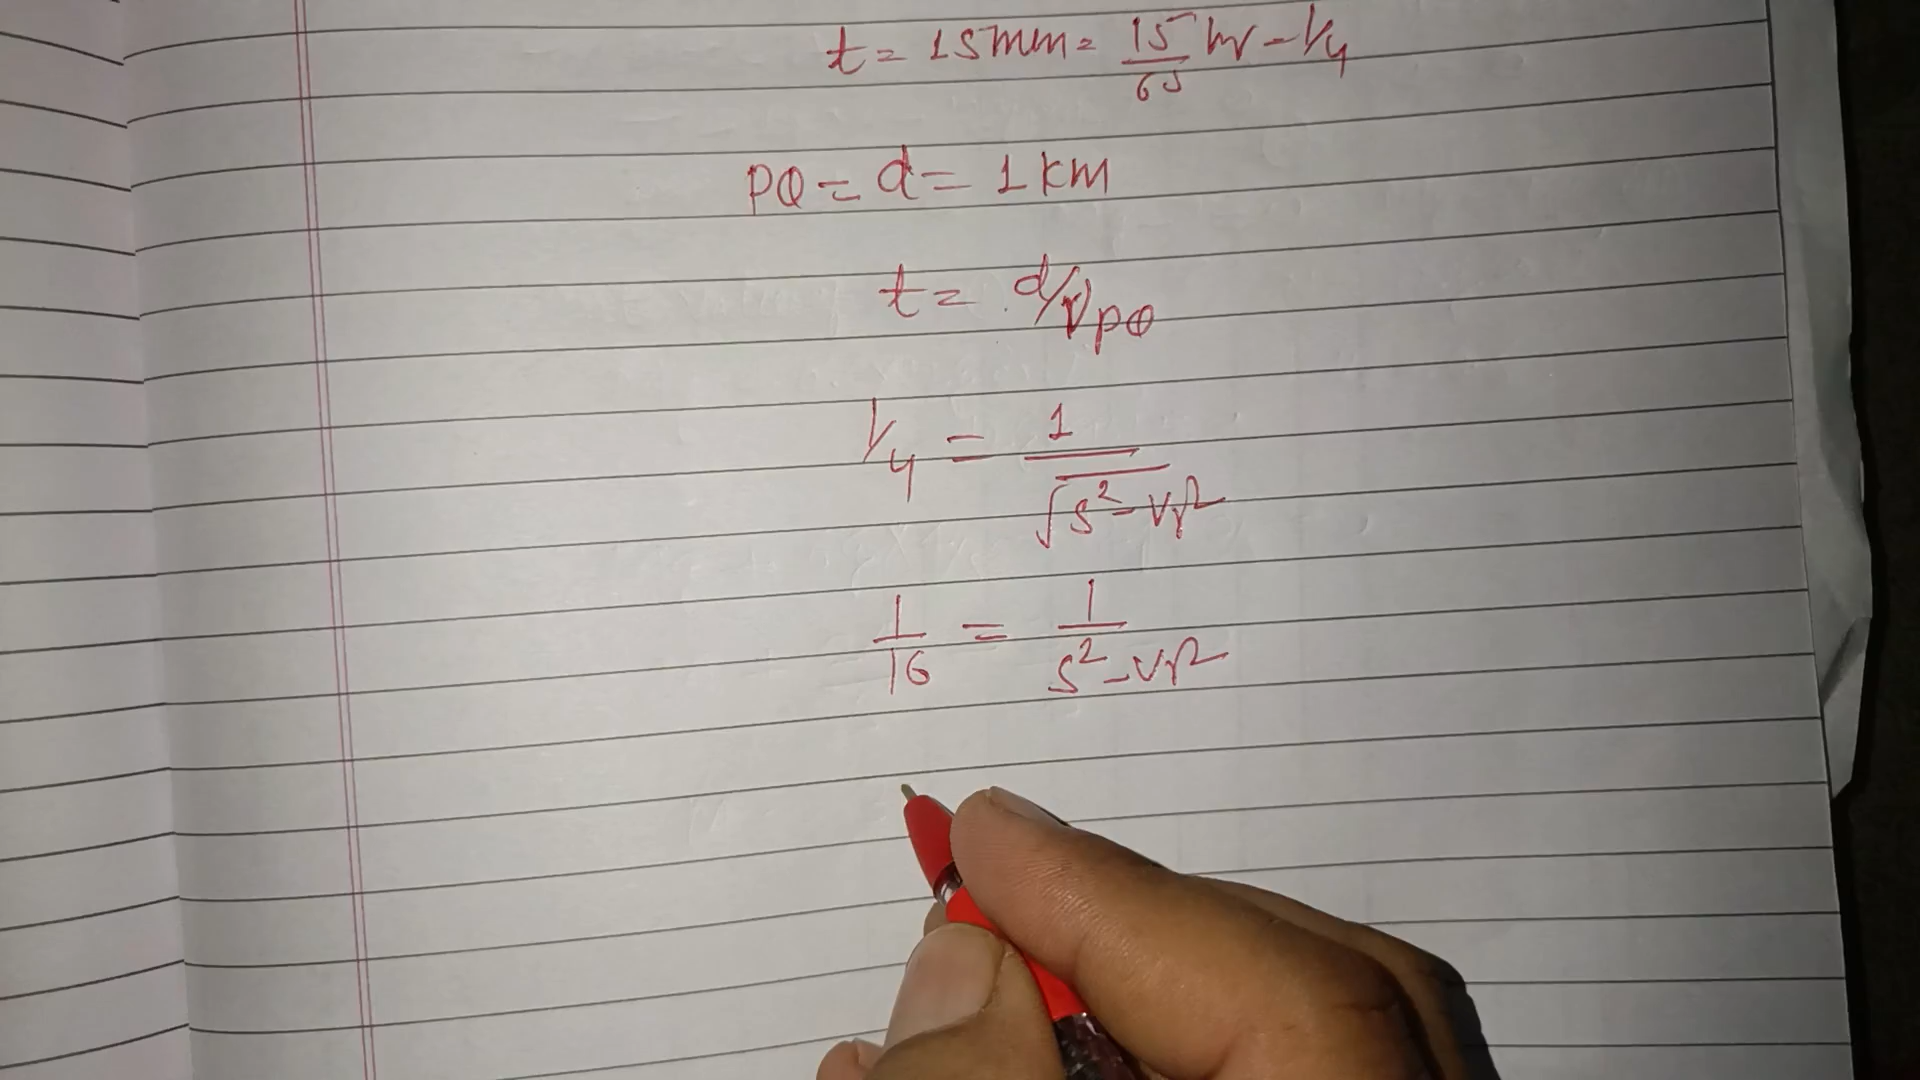 t = 15 min = 15/60 hr = 1/4
PQ = d = 1 km
t = d/VPQ
1/4 = 1/√s² - Vr²
1/16 = 1/s² - Vr²